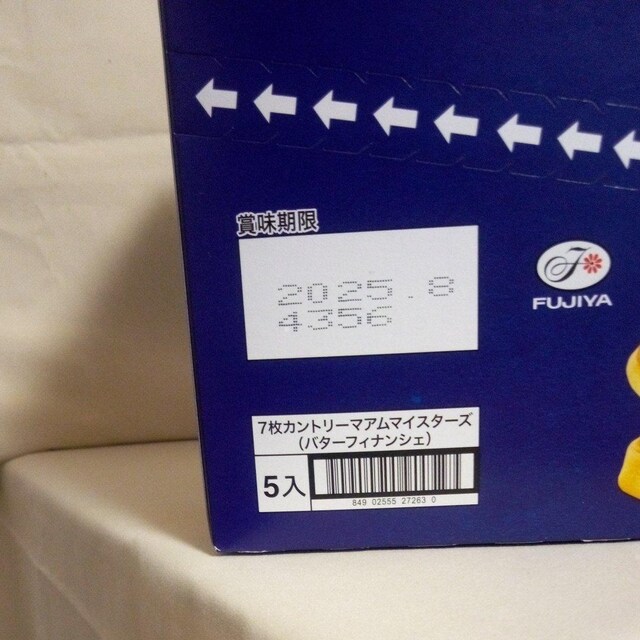 賞味期限
2025.8
4356
FUJIYA
7枚カントリーマアムマイスターズ
(バターフィナンシェ)
5入
849 02555 27263 0